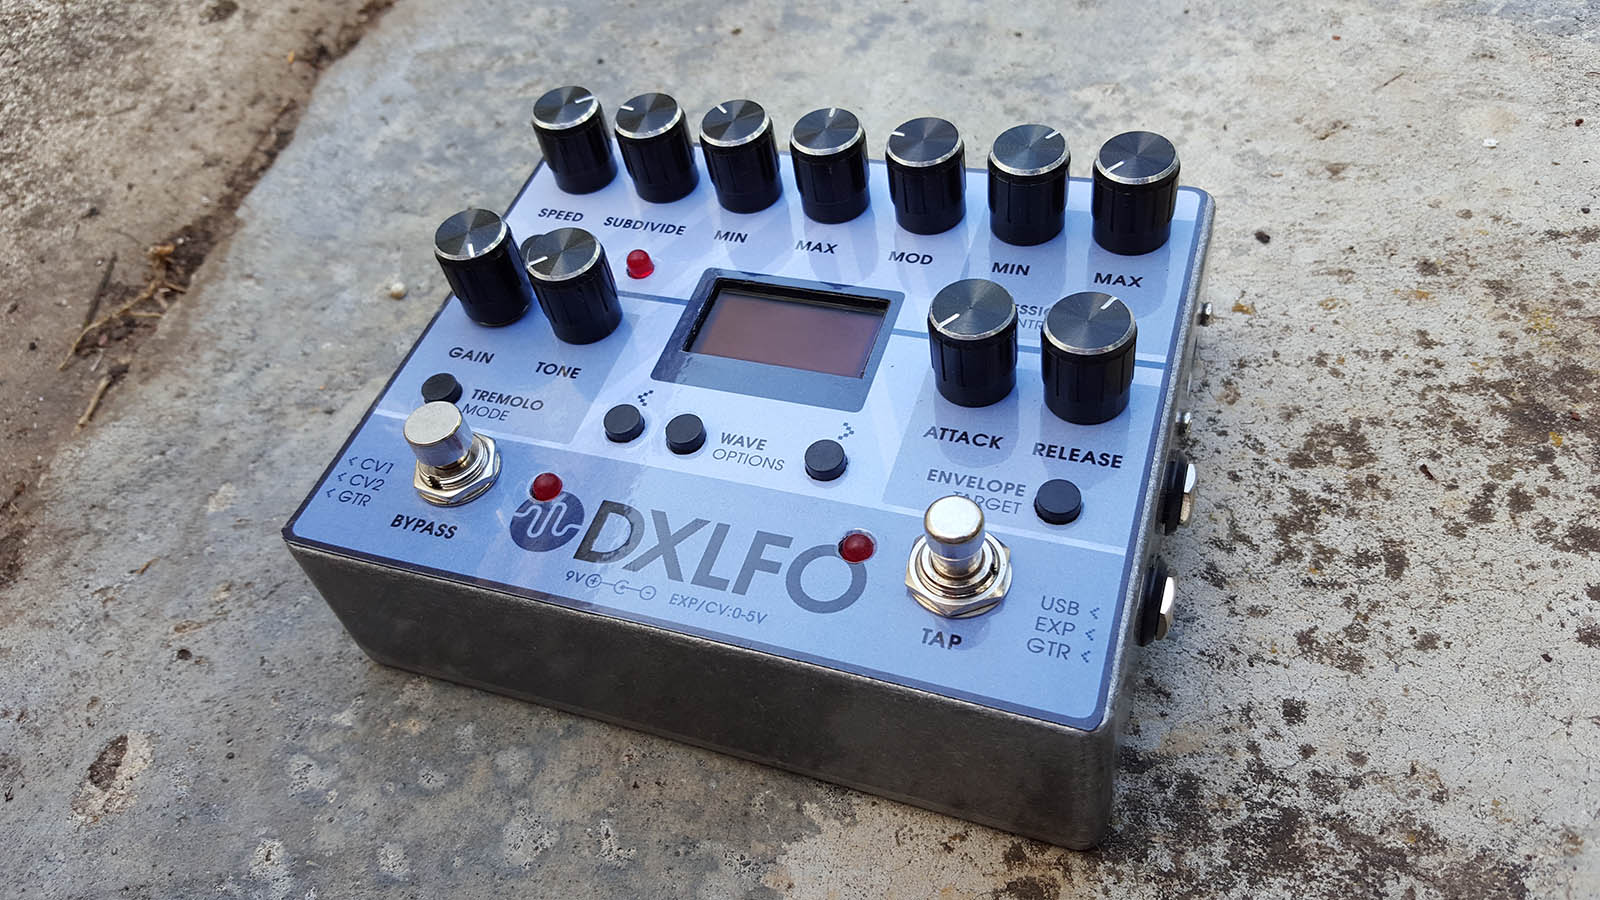 SPEED
SUBDIVIDE
MIN
MAX
MOD
MIN
MAX
GAIN
TONE
TREMOLO
MODE
WAVE
OPTIONS
ATTACK
RELEASE
ENVELOPE
TARGET
< CV1
< CV2
< GTR
BYPASS
DXLFO
9V + C -
EXP/CV:0-5V
TAP
USB <
EXP <
GTR <